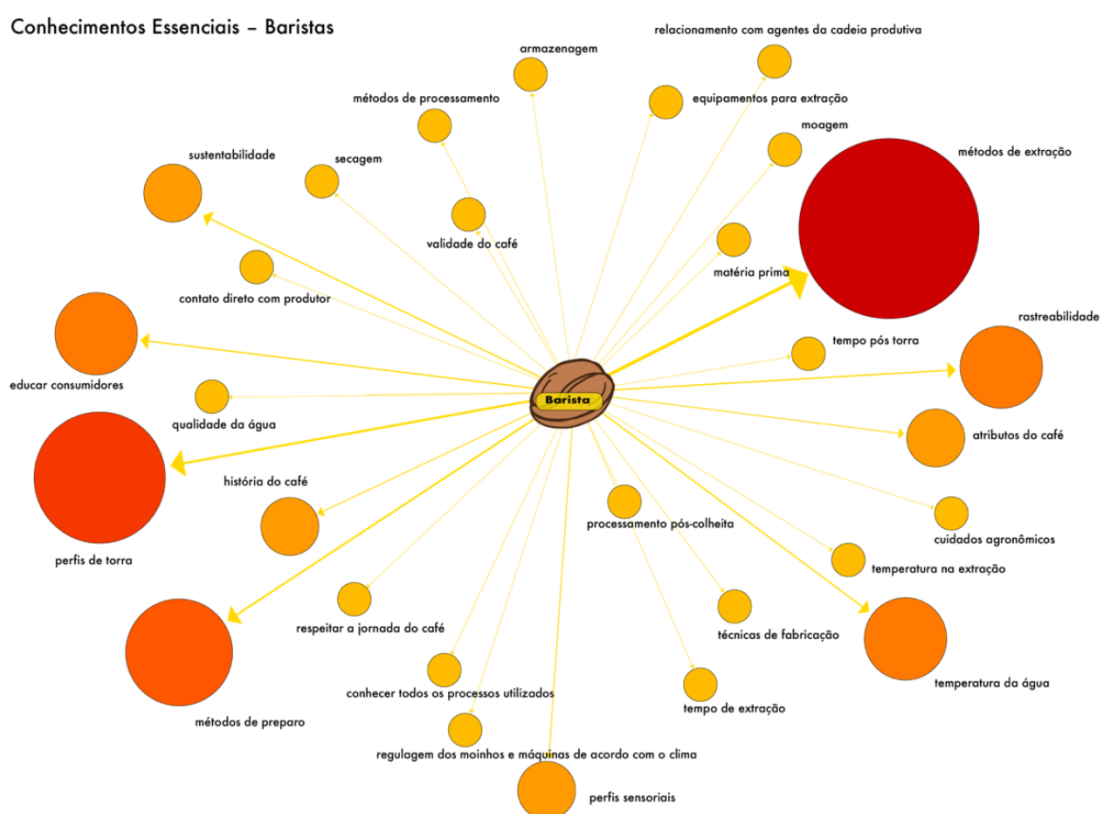 Conhecimentos Essenciais – Baristas
relacionamento com agentes da cadeia produtiva
armazenagem
métodos de processamento
equipamentos para extração
moagem
métodos de extração
sustentabilidade
secagem
validade do café
matéria prima
contato direto com produtor
rastreabilidade
tempo pós torra
educar consumidores
Barista
qualidade da água
atributos do café
história do café
processamento pós-colheita
cuidados agronômicos
perfis de torra
temperatura na extração
respeitar a jornada do café
técnicas de fabricação
temperatura da água
conhecer todos os processos utilizados
tempo de extração
métodos de preparo
regulagem dos moinhos e máquinas de acordo com o clima
perfis sensoriais